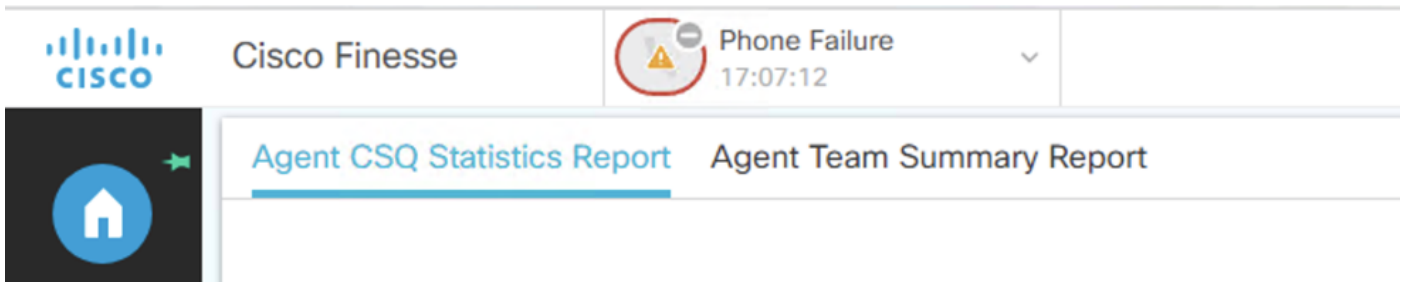 CISCO
Cisco Finesse
Phone Failure
17:07:12
Agent CSQ Statistics Report
Agent Team Summary Report